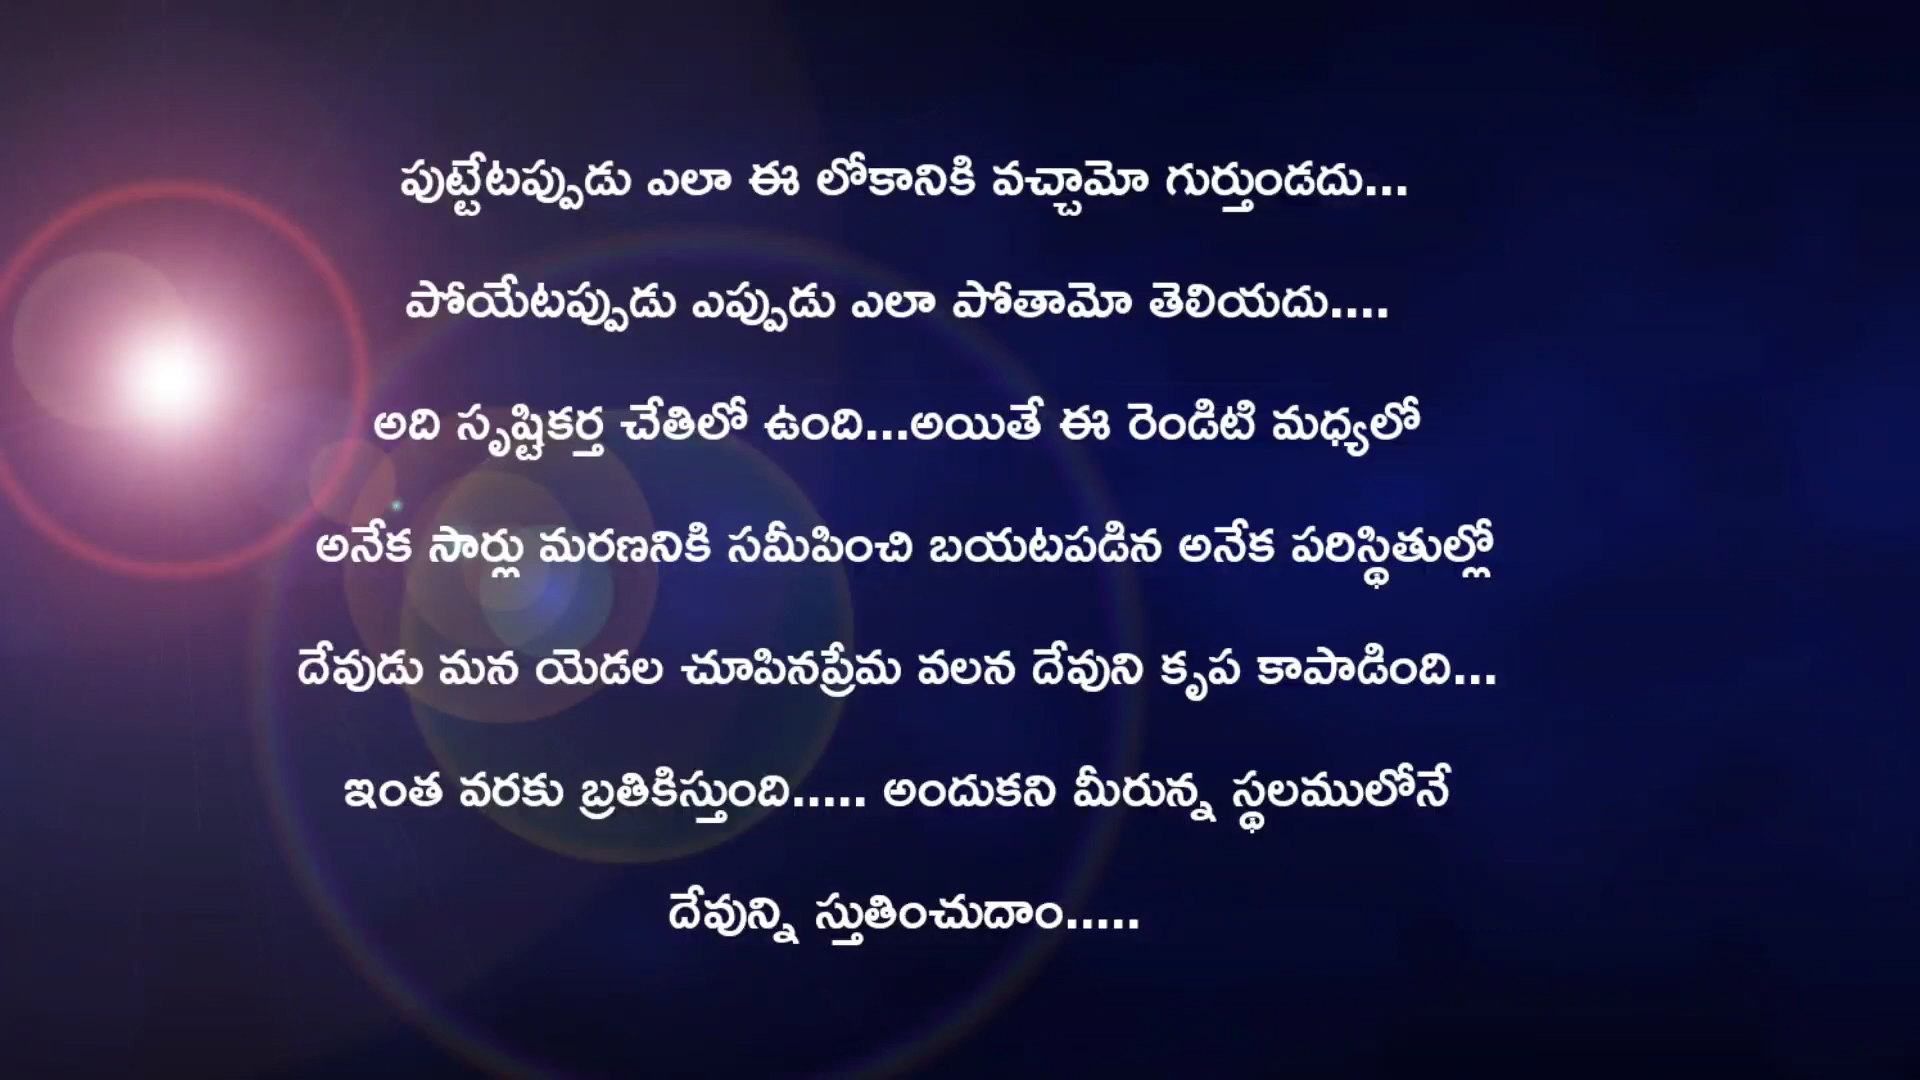 పుట్టేటప్పుడు ఎలా ఈ లోకానికి వచ్చామో గుర్తుండదు...
పోయేటప్పుడు ఎప్పుడు ఎలా పోతామో తెలియదు....
అది సృష్టికర్త చేతిలో ఉంది...అయితే ఈ రెండిటి మధ్యలో
అనేక సార్లు మరణనికి సమీపించి బయటపడిన అనేక పరిస్థితుల్లో
దేవుడు మన యెడల చూపినప్రేమ వలన దేవుని కృప కాపాడింది...
ఇంత వరకు బ్రతికిస్తుంది..... అందుకని మీరున్న స్థలములోనే
దేవున్ని స్తుతించుదాం.....